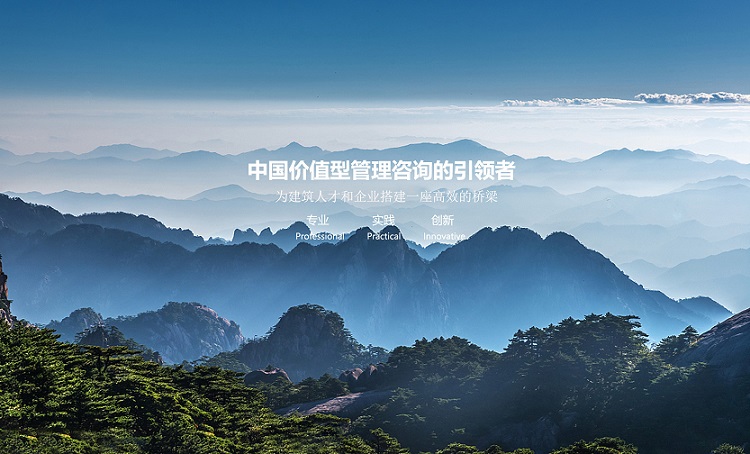 中国价值型管理咨询的引领者
为建筑人才和企业搭建一座高效的桥梁
专业 实践 创新
Professional Practical Innovative